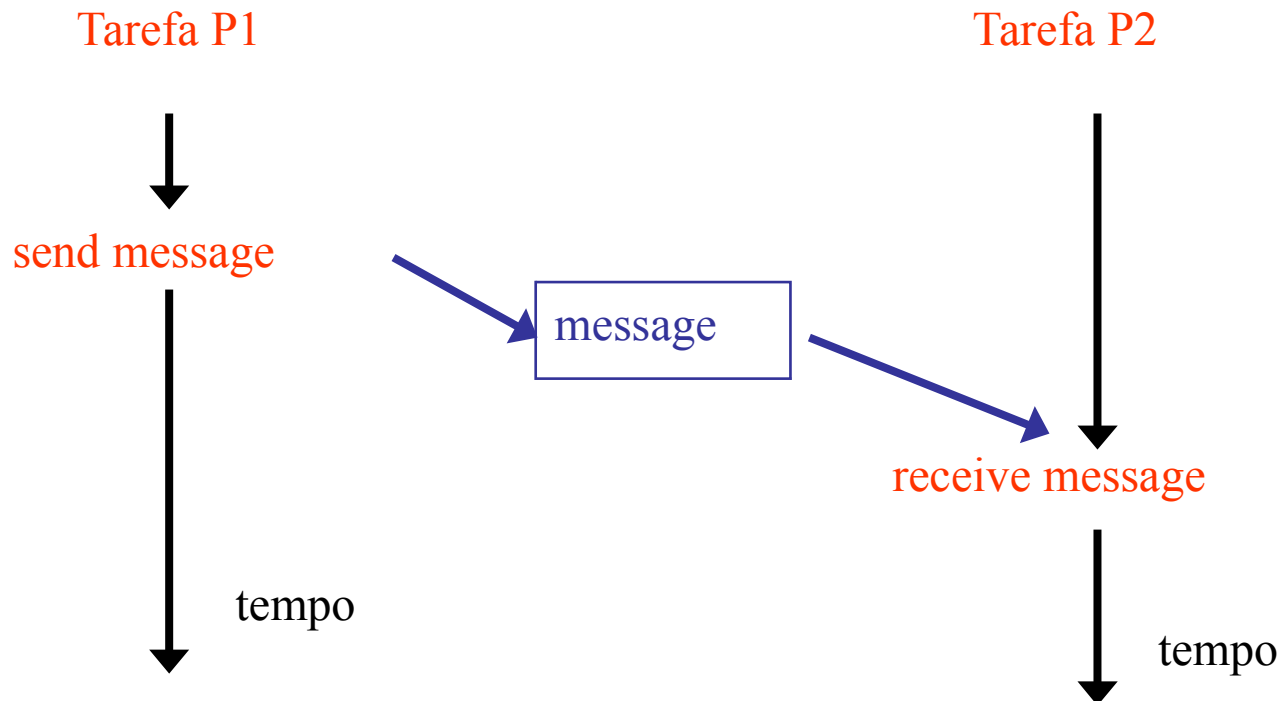 Tarefa P1
Tarefa P2
send message
message
receive message
tempo
tempo